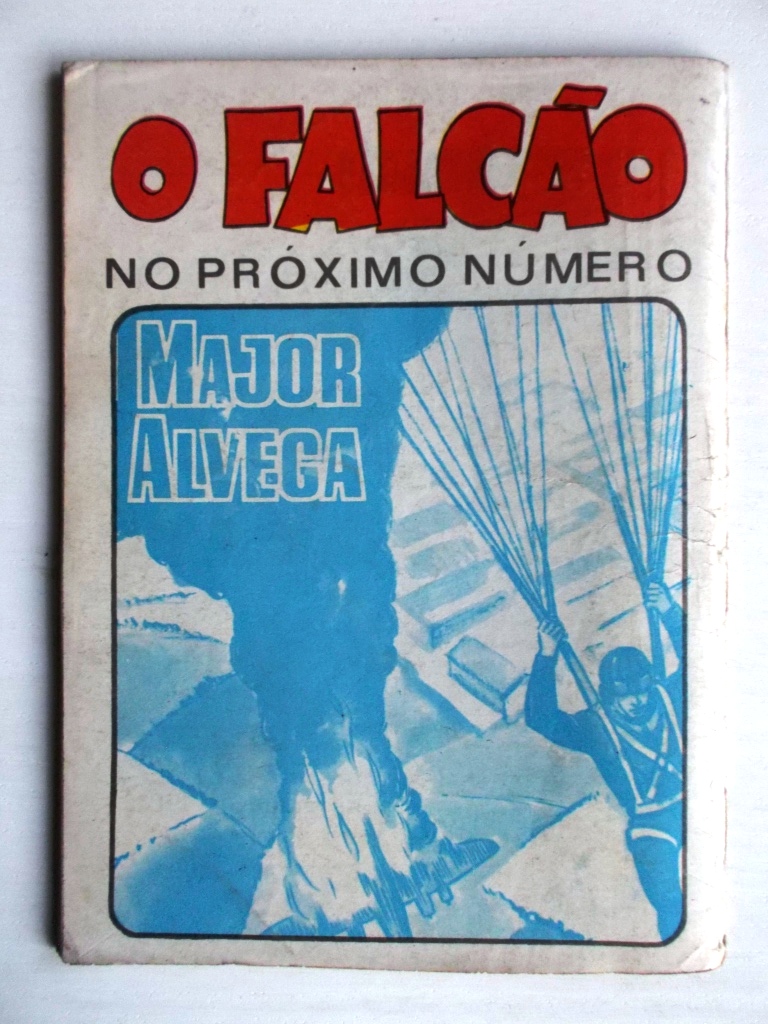 O FALCÃO
NO PRÓXIMO NÚMERO
MAJOR
ALVEGA